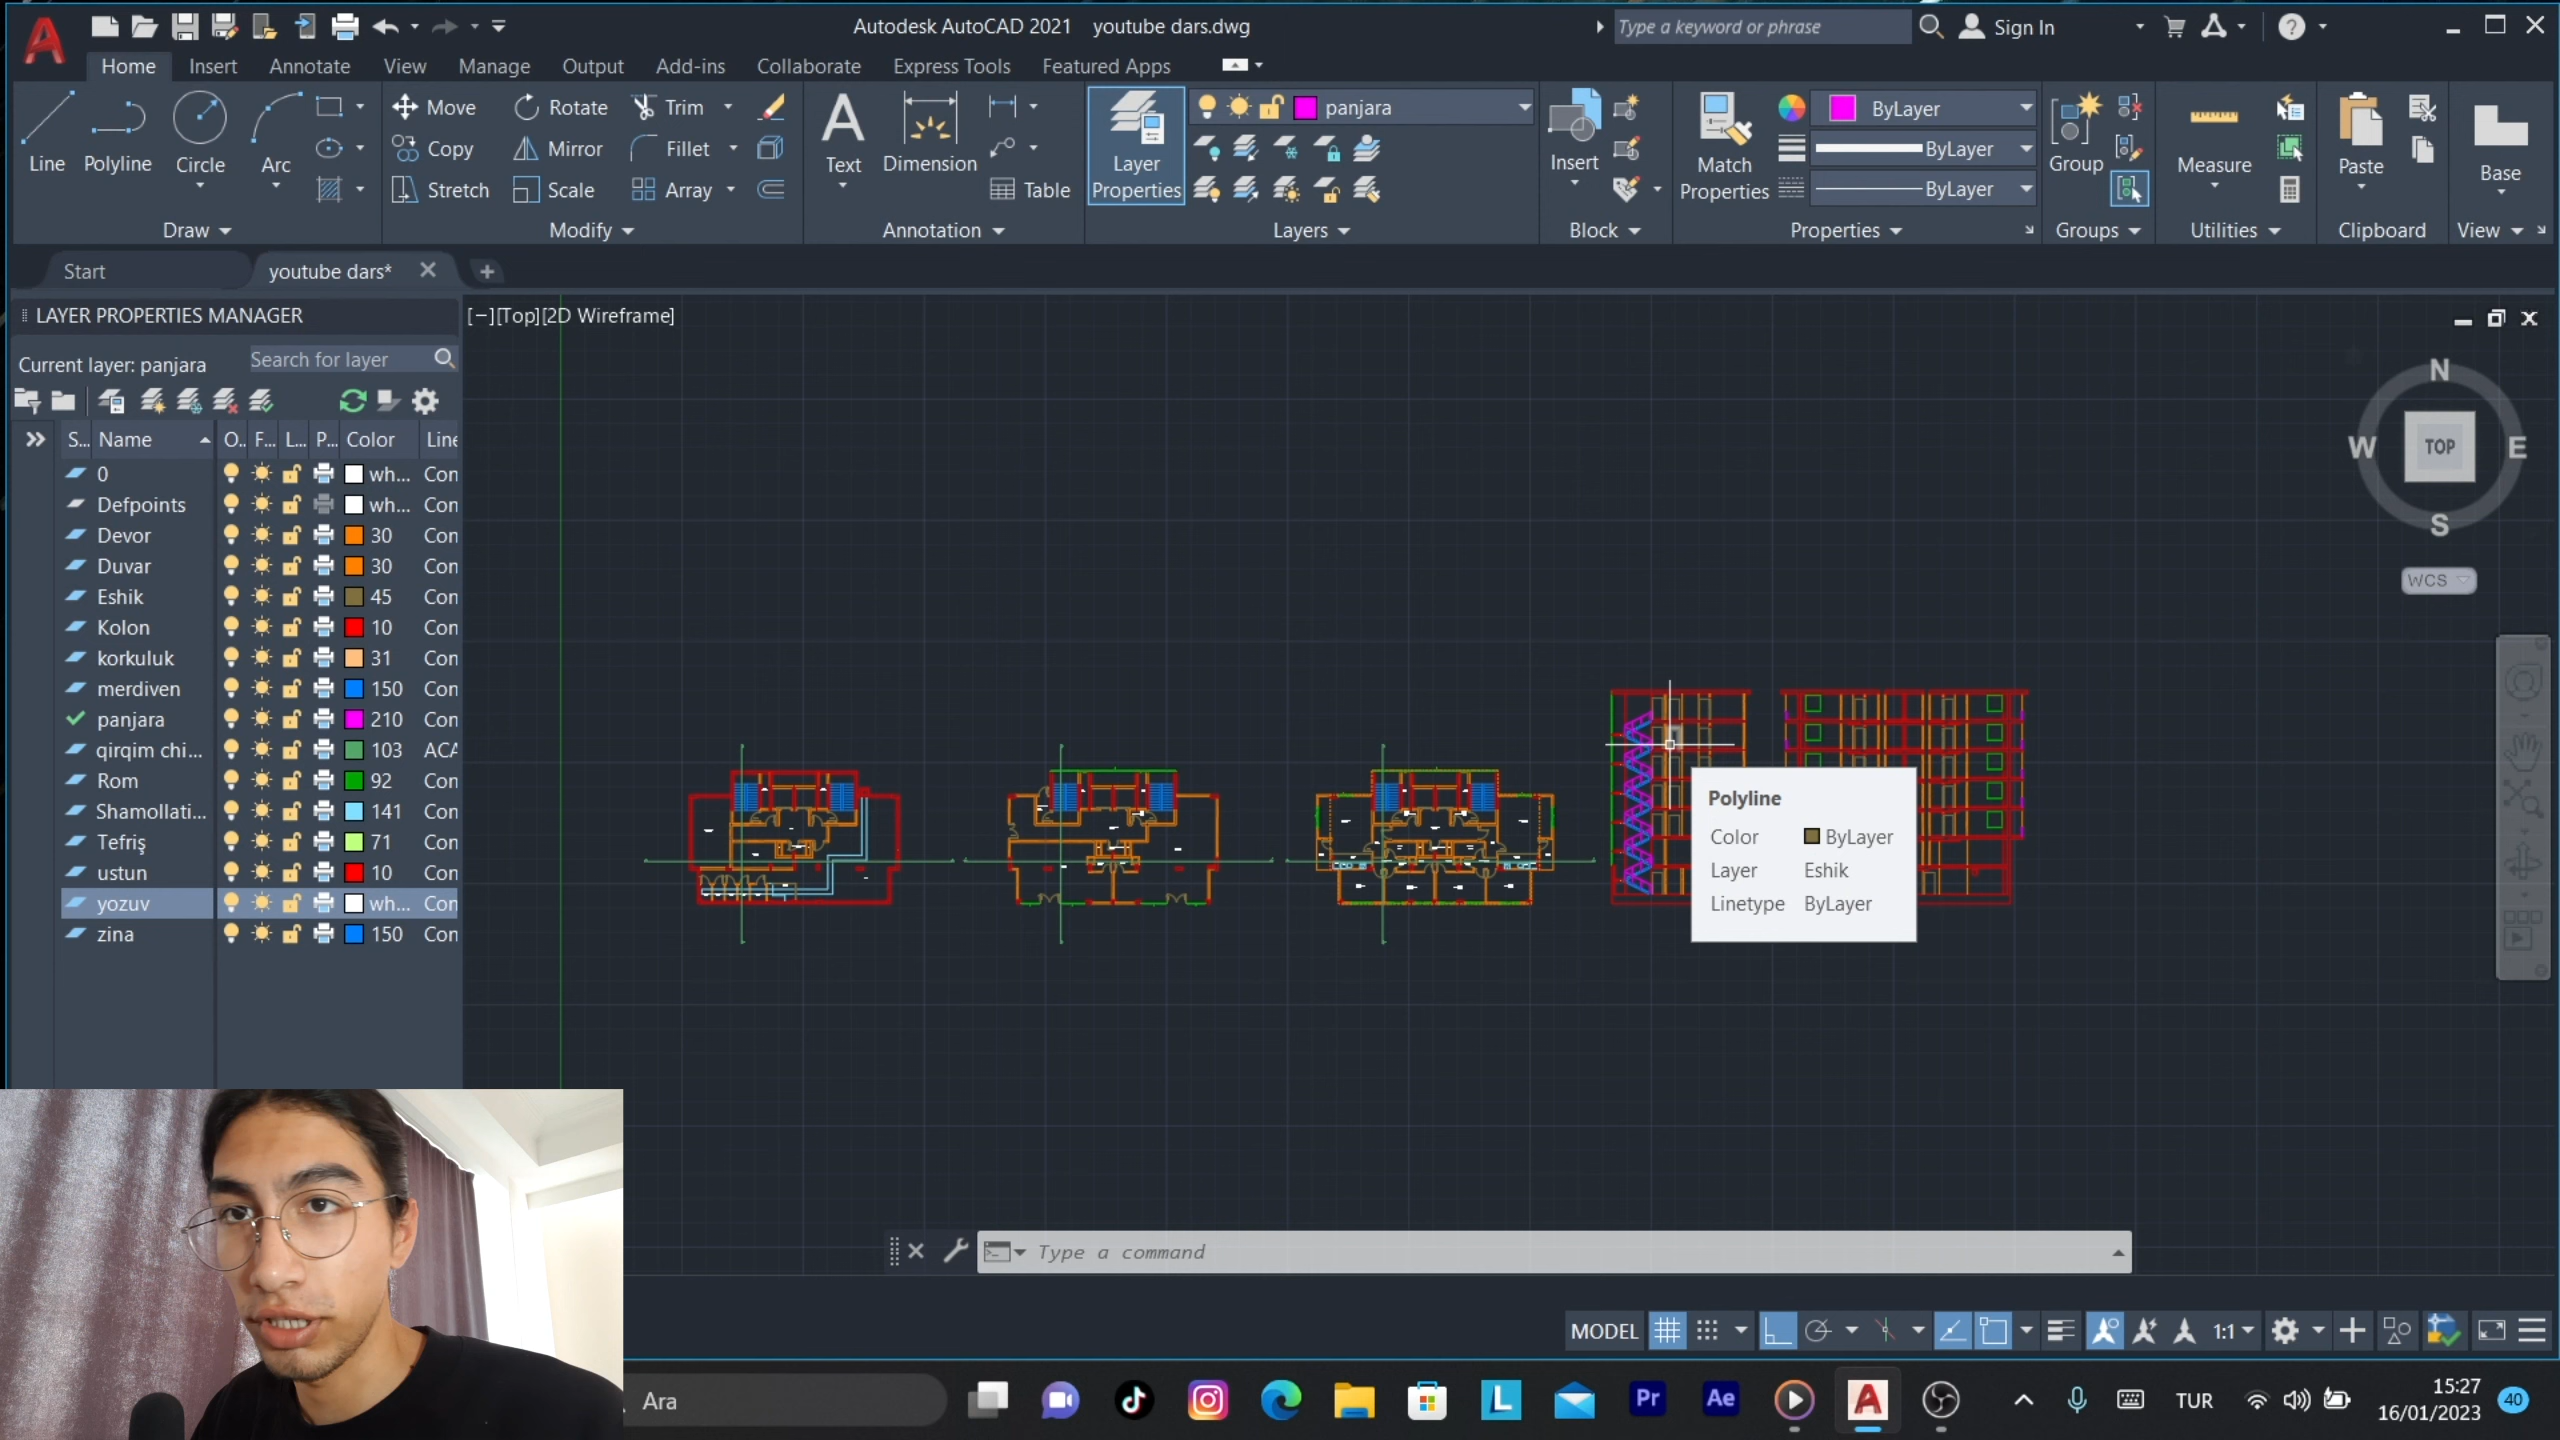 Autodesk AutoCAD 2021 youtube dars.dwg
Type a keyword or phrase
Sign In
Home Insert Annotate View Manage Output Add-ins Collaborate Express Tools Featured Apps
Line Polyline Circle Arc
Move Rotate Trim
Copy Mirror Fillet
Stretch Scale Array
Text Dimension Table
Layer Properties
panjara
Insert
Match Properties
ByLayer
ByLayer
ByLayer
Group
Measure
Paste
Base
Draw Modify Annotation Layers Block Properties Groups Utilities Clipboard View
Start youtube dars*
LAYER PROPERTIES MANAGER
Current layer: panjara
Search for layer
S... Name O.. F... L... P... Color Line
0 wh... Con
Defpoints wh... Con
Devor 30 Con
Duvar 30 Con
Eshik 45 Con
Kolon 10 Con
korkuluk 31 Con
merdiven 150 Con
panjara 210 Con
qirqim chi... 103 ACA
Rom 92 Con
Shamollati... 141 Con
Tefriş 71 Con
ustun 10 Con
yozuv wh... Con
zina 150 Con
[−][Top][2D Wireframe]
N
W TOP E
S
WCS
Polyline
Color ByLayer
Layer Eshik
Linetype ByLayer
Type a command
MODEL 1:1
Ara
L
Pr
Ae
A
TUR
15:27
16/01/2023
40